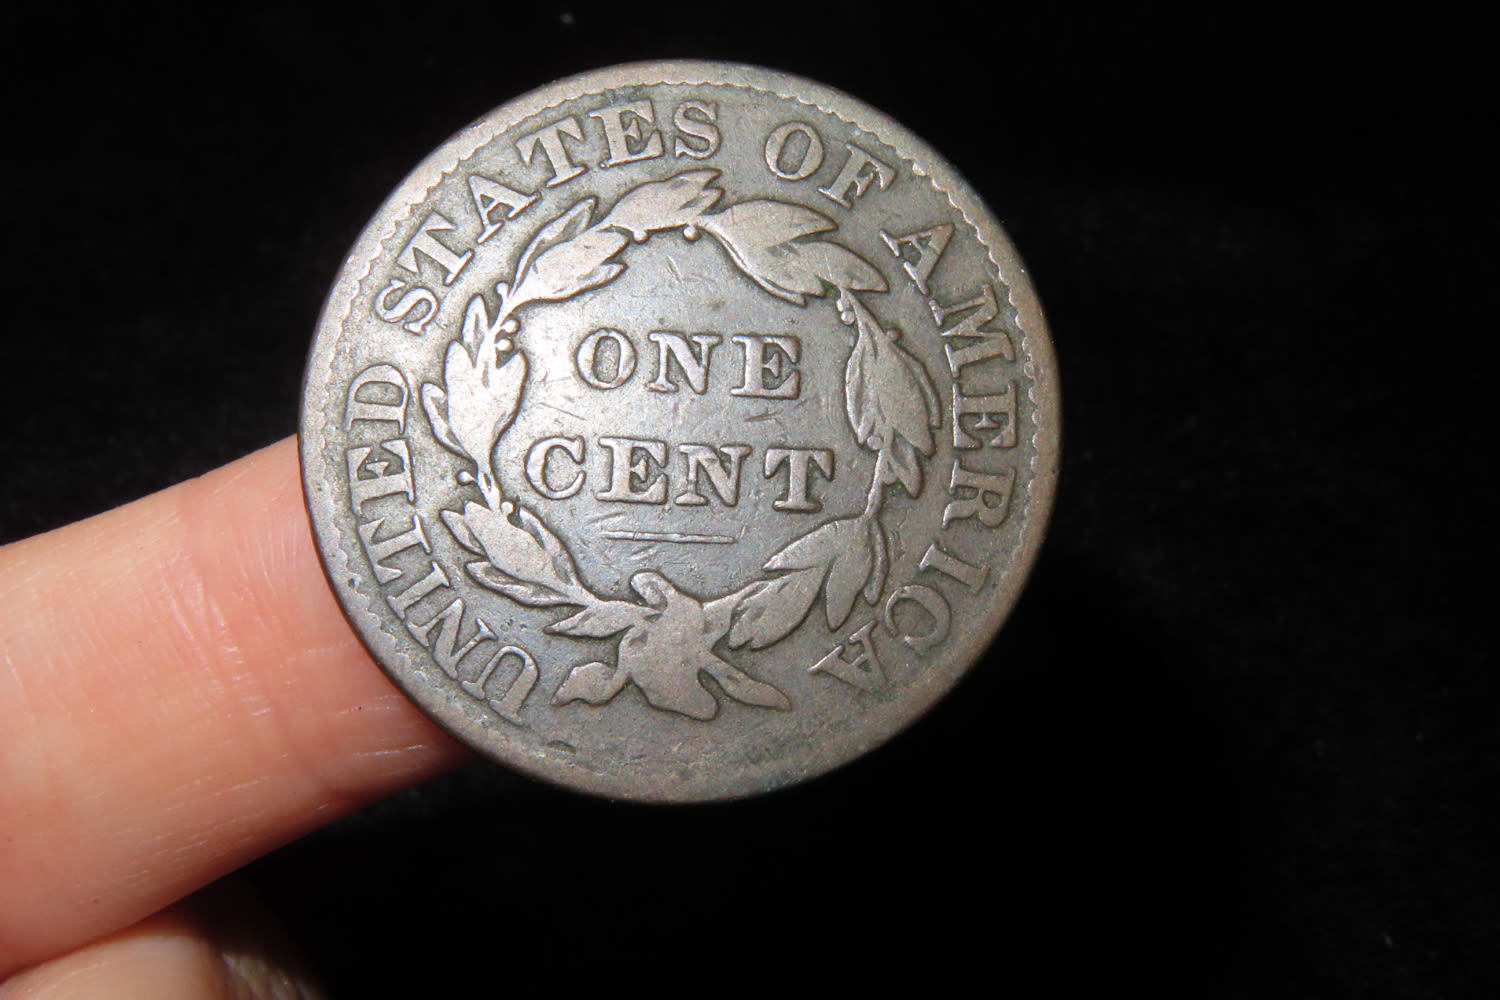 UNITED STATES OF AMERICA
ONE
CENT